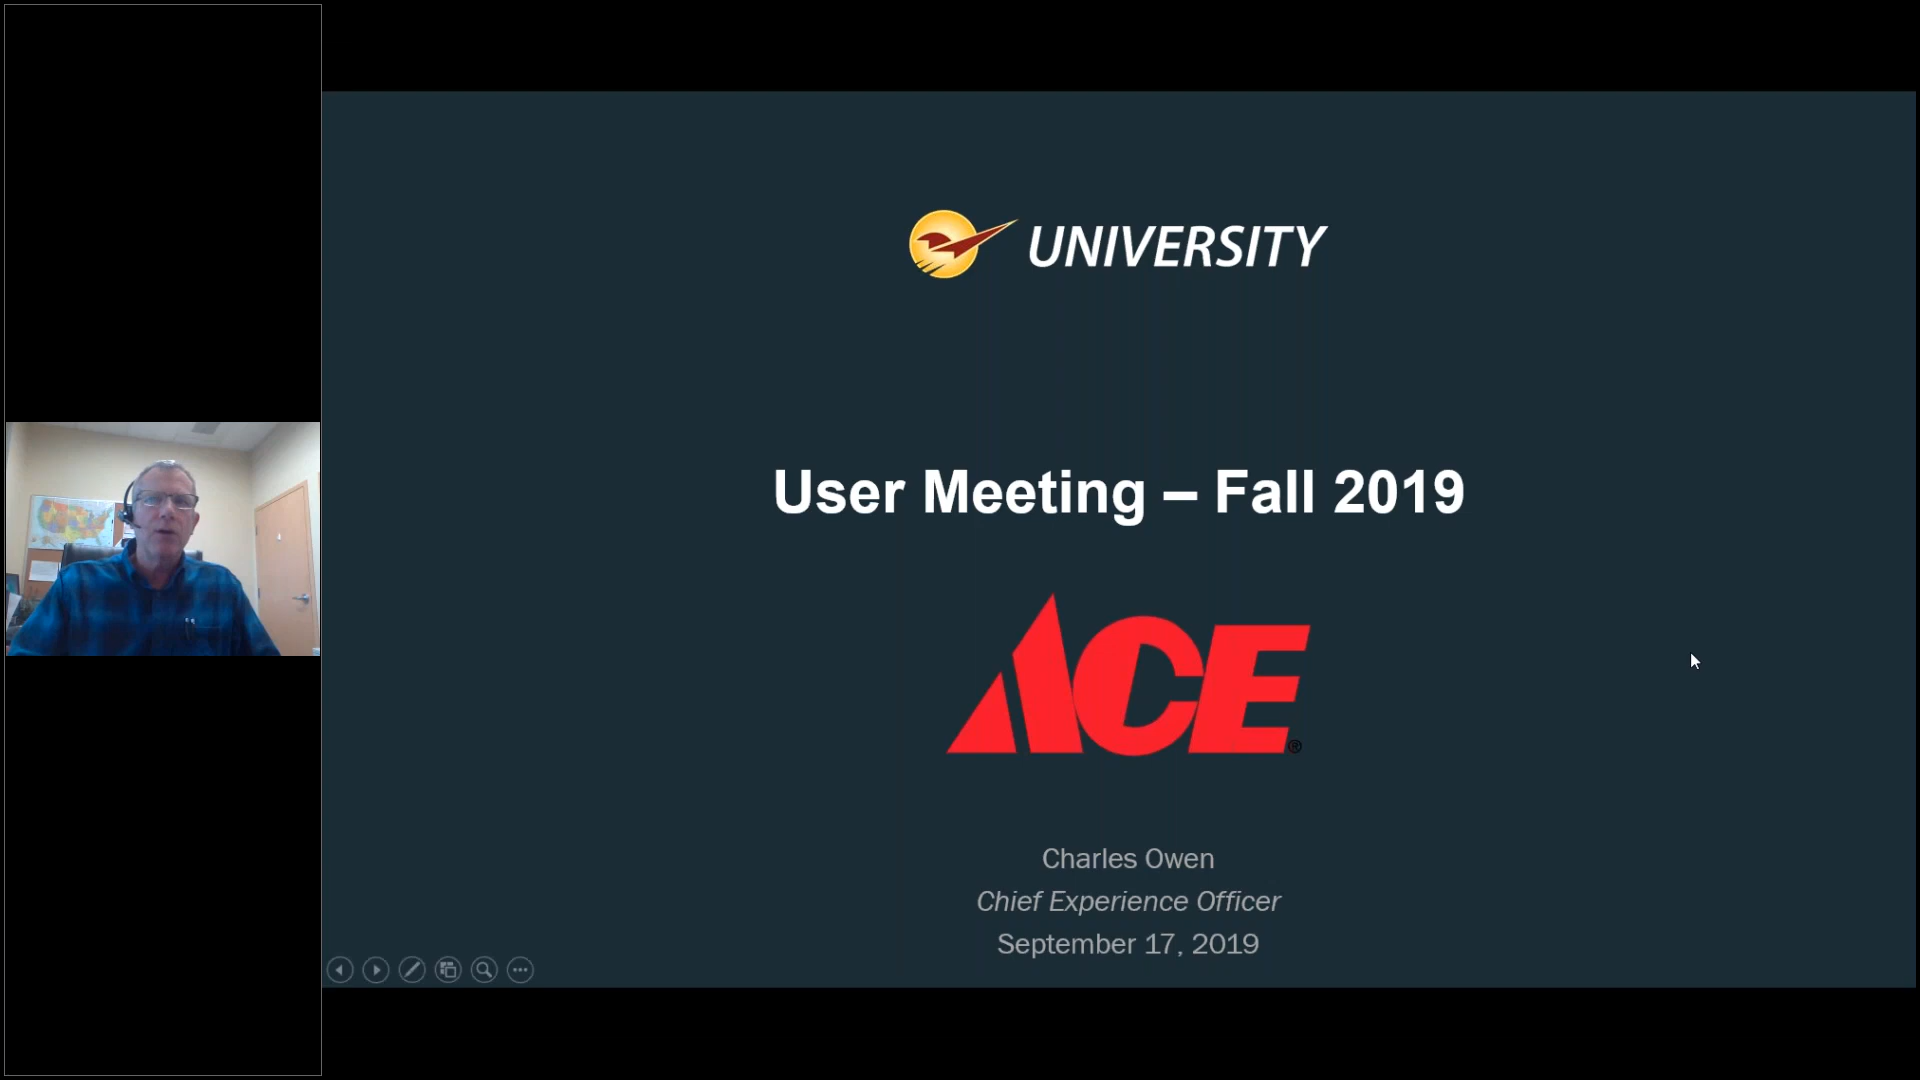 UNIVERSITY
User Meeting – Fall 2019
ACE
®
Charles Owen
Chief Experience Officer
September 17, 2019